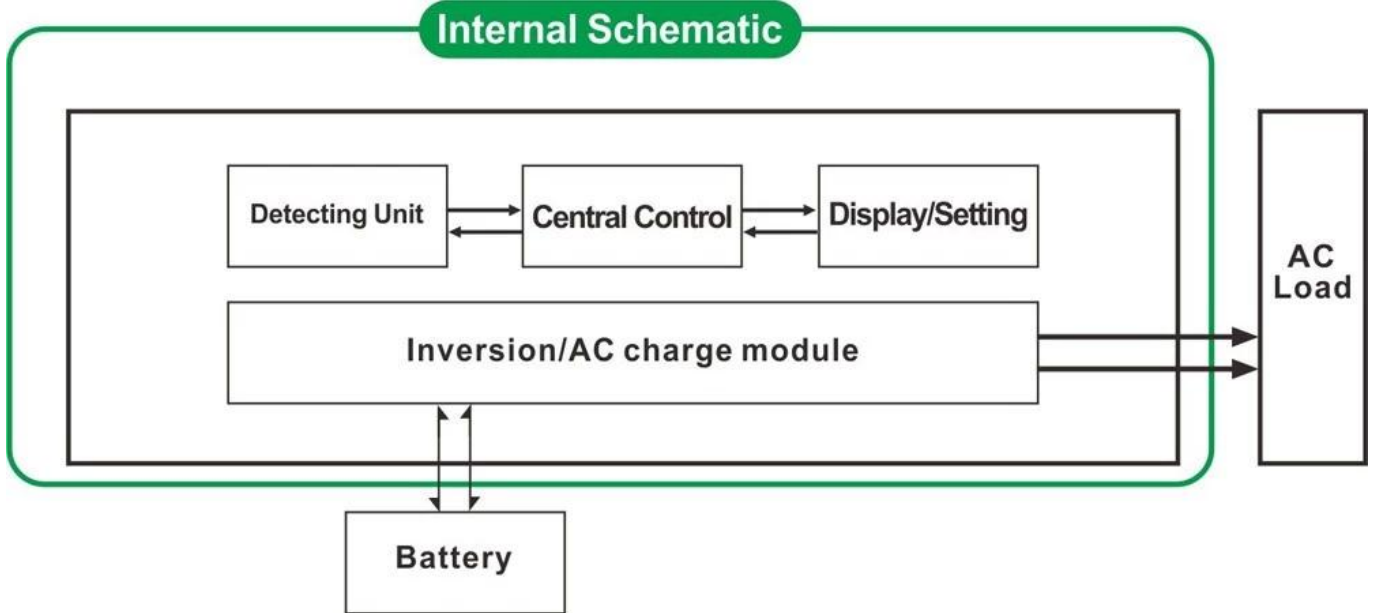 Internal Schematic
Detecting Unit
Central Control
Display/Setting
AC
Load
Inversion/AC charge module
Battery